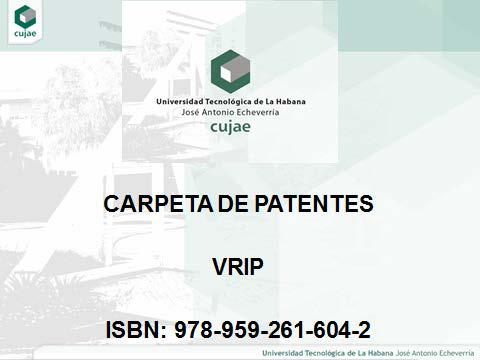 cujae
Universidad Tecnológica de La Habana
José Antonio Echeverría
cujae
CARPETA DE PATENTES
VRIP
ISBN: 978-959-261-604-2
Universidad Tecnológica de La Habana José Antonio Echeverría